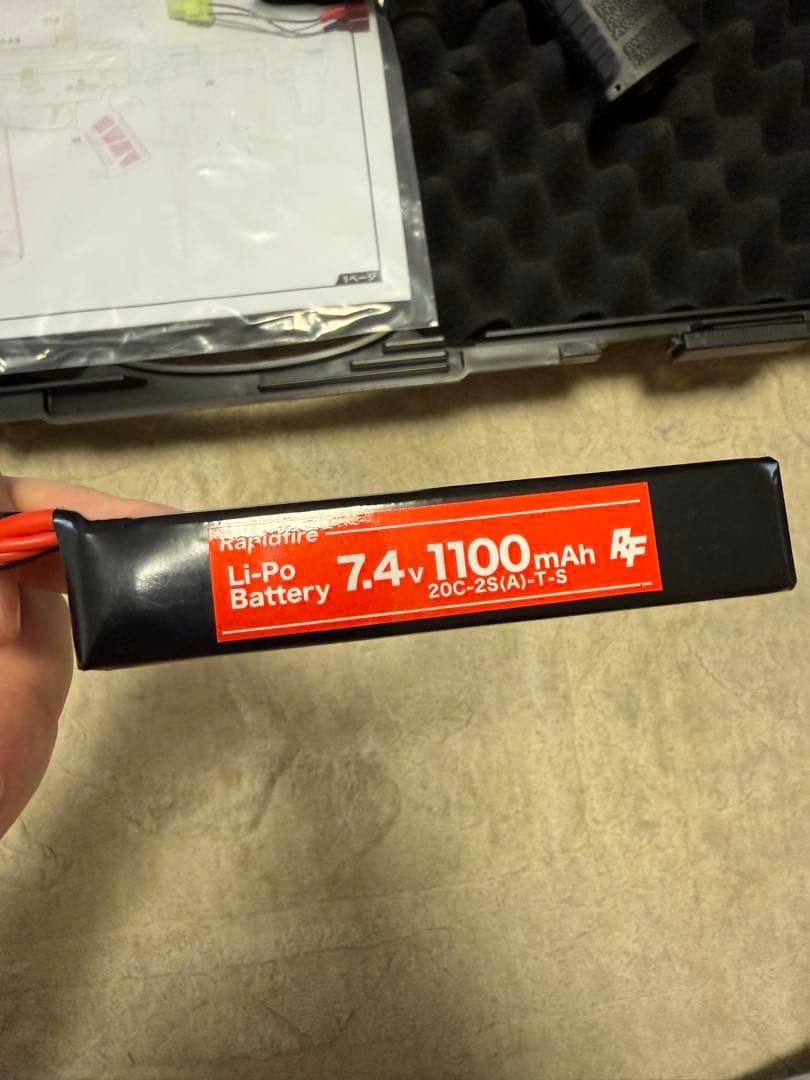 1ページ
Rapidfire
Li-Po
Battery
7.4v 1100mAh
20C-2S(A)-T-S
RF